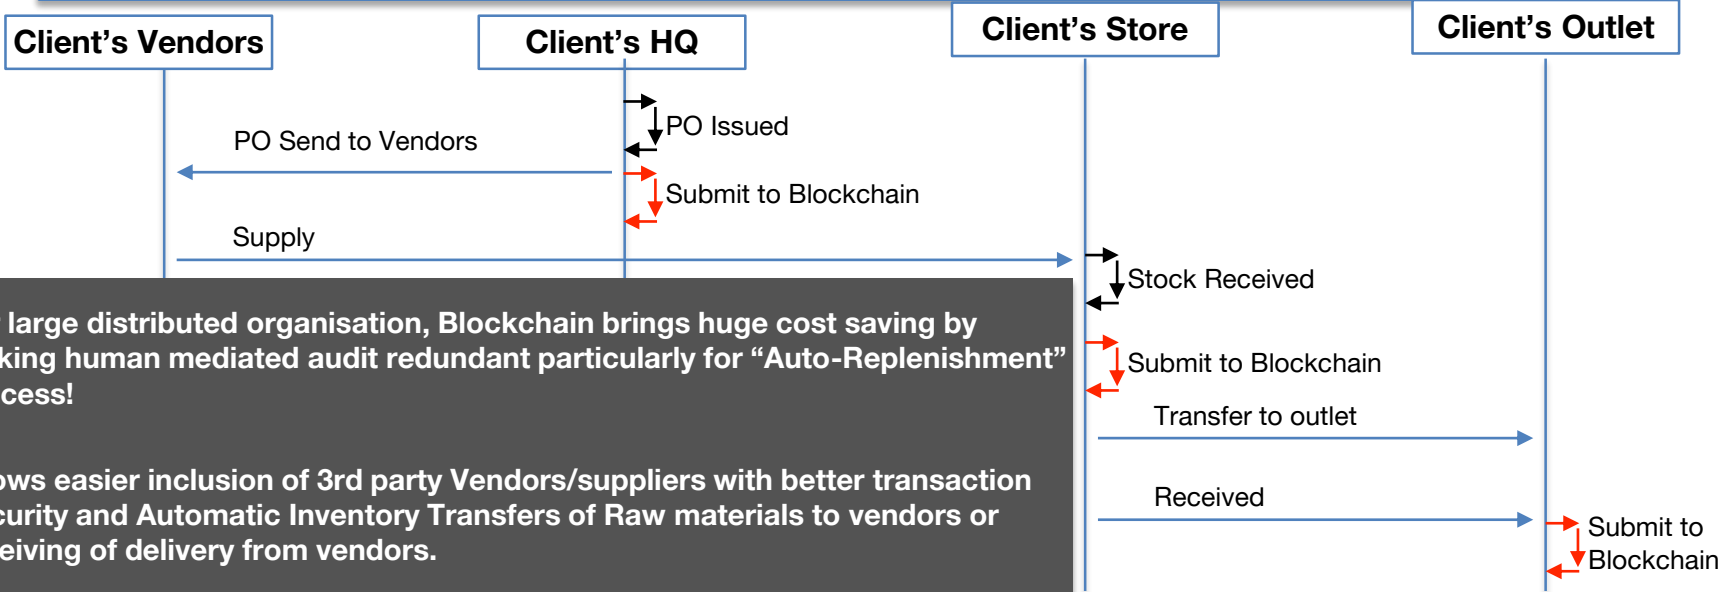 Client's Vendors
Client's HQ
Client's Store
Client's Outlet
PO Issued
PO Send to Vendors
Submit to Blockchain
Supply
Stock Received
large distributed organisation, Blockchain brings huge cost saving by
king human mediated audit redundant particularly for “Auto-Replenishment”
cess!
Submit to Blockchain
Transfer to outlet
ows easier inclusion of 3rd party Vendors/suppliers with better transaction
curity and Automatic Inventory Transfers of Raw materials to vendors or
eiving of delivery from vendors.
Received
Submit to
Blockchain